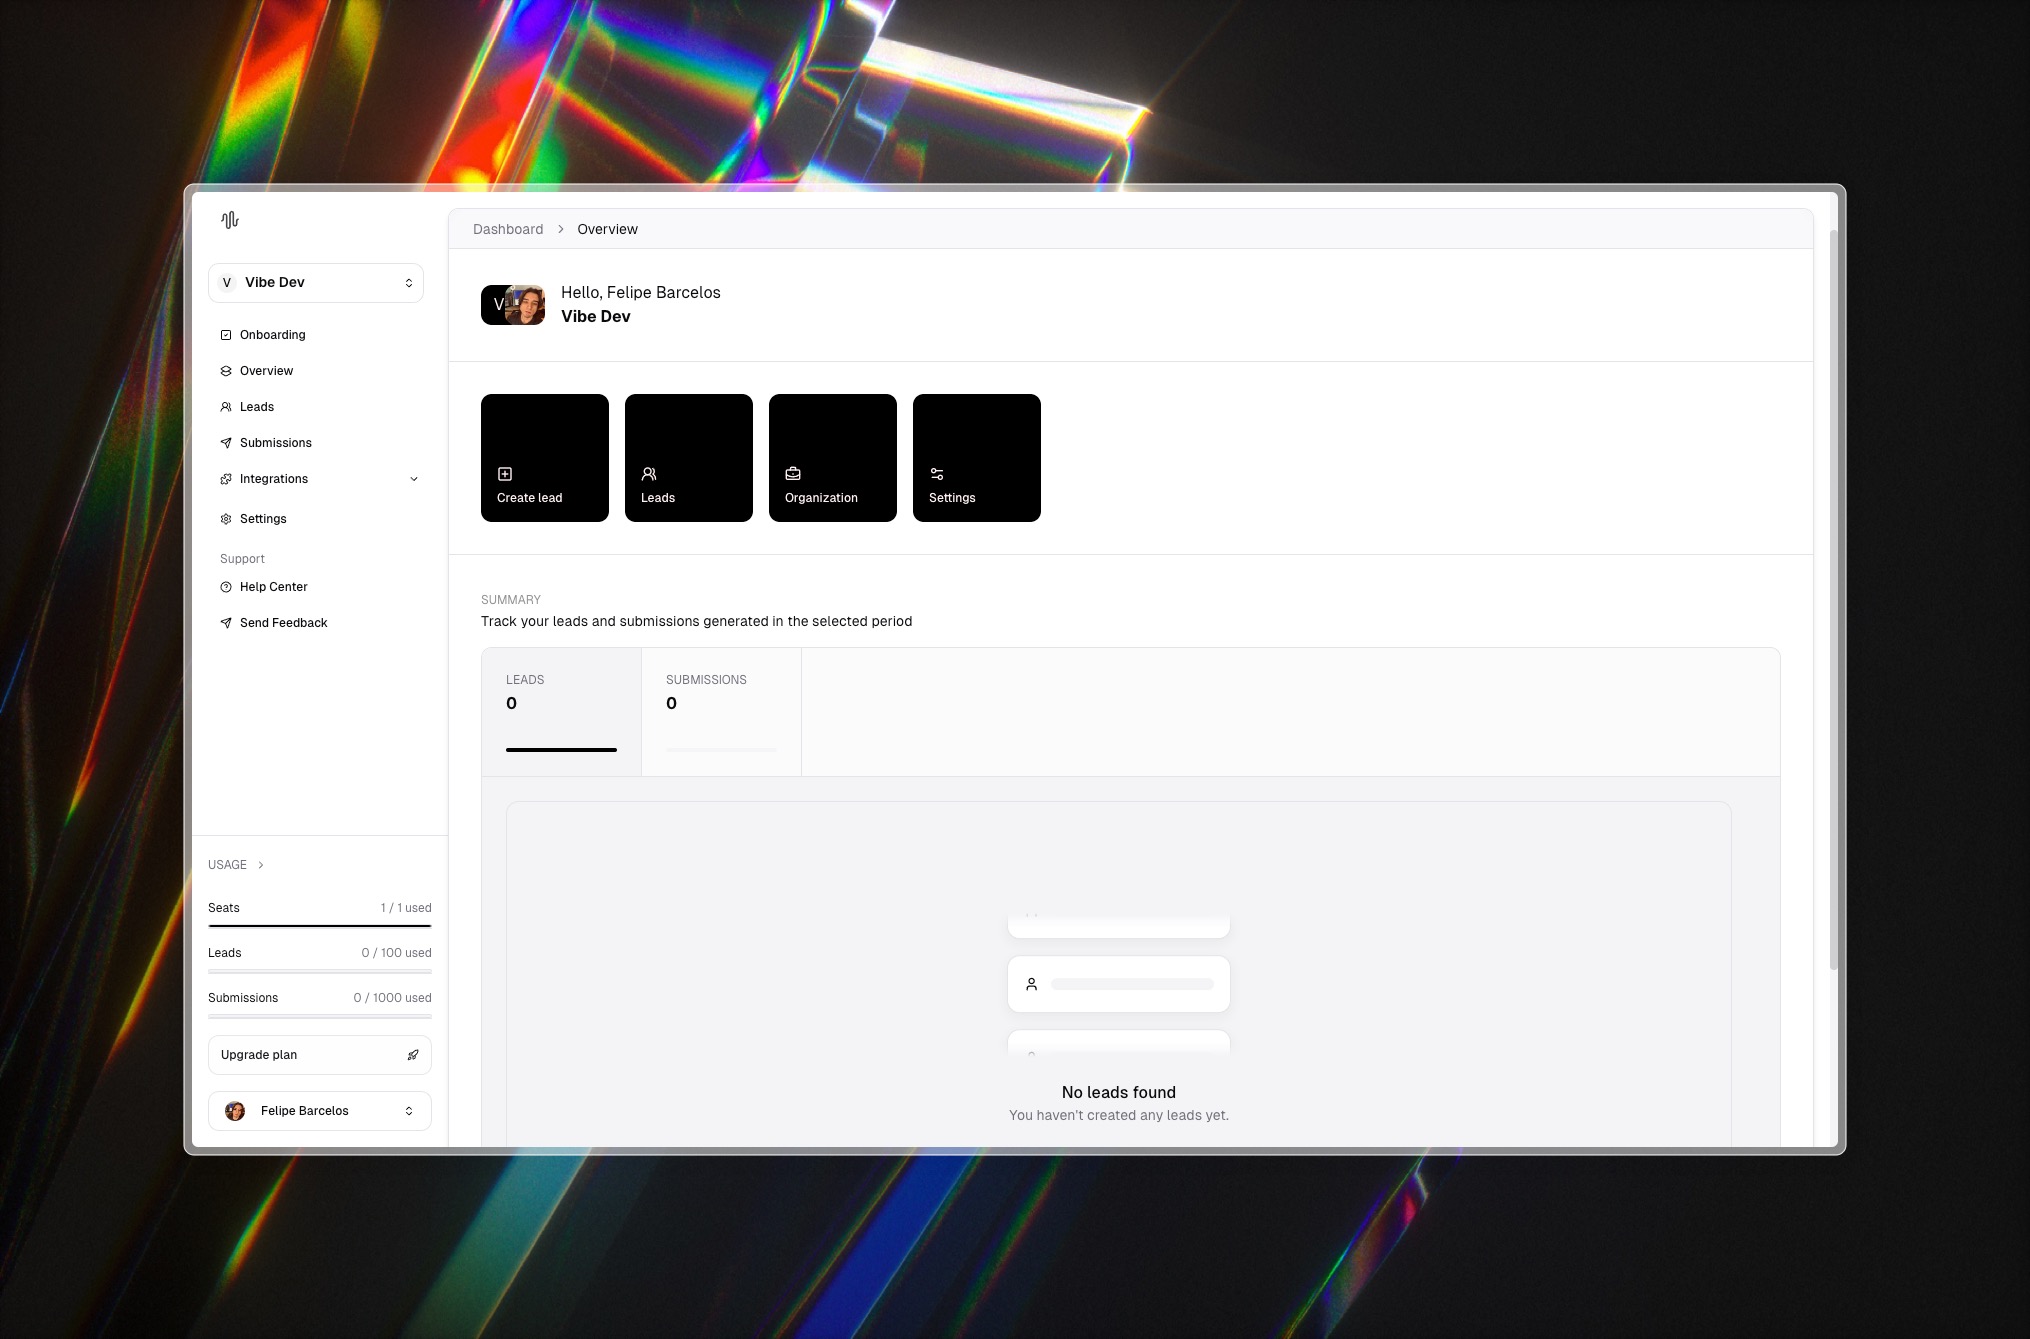 V Vibe Dev
Onboarding
Overview
Leads
Submissions
Integrations
Settings
Support
Help Center
Send Feedback
USAGE
Seats 1 / 1 used
Leads 0 / 100 used
Submissions 0 / 1000 used
Upgrade plan
Felipe Barcelos
Dashboard Overview
V
Hello, Felipe Barcelos
Vibe Dev
Create lead
Leads
Organization
Settings
SUMMARY
Track your leads and submissions generated in the selected period
LEADS
0
SUBMISSIONS
0
No leads found
You haven't created any leads yet.